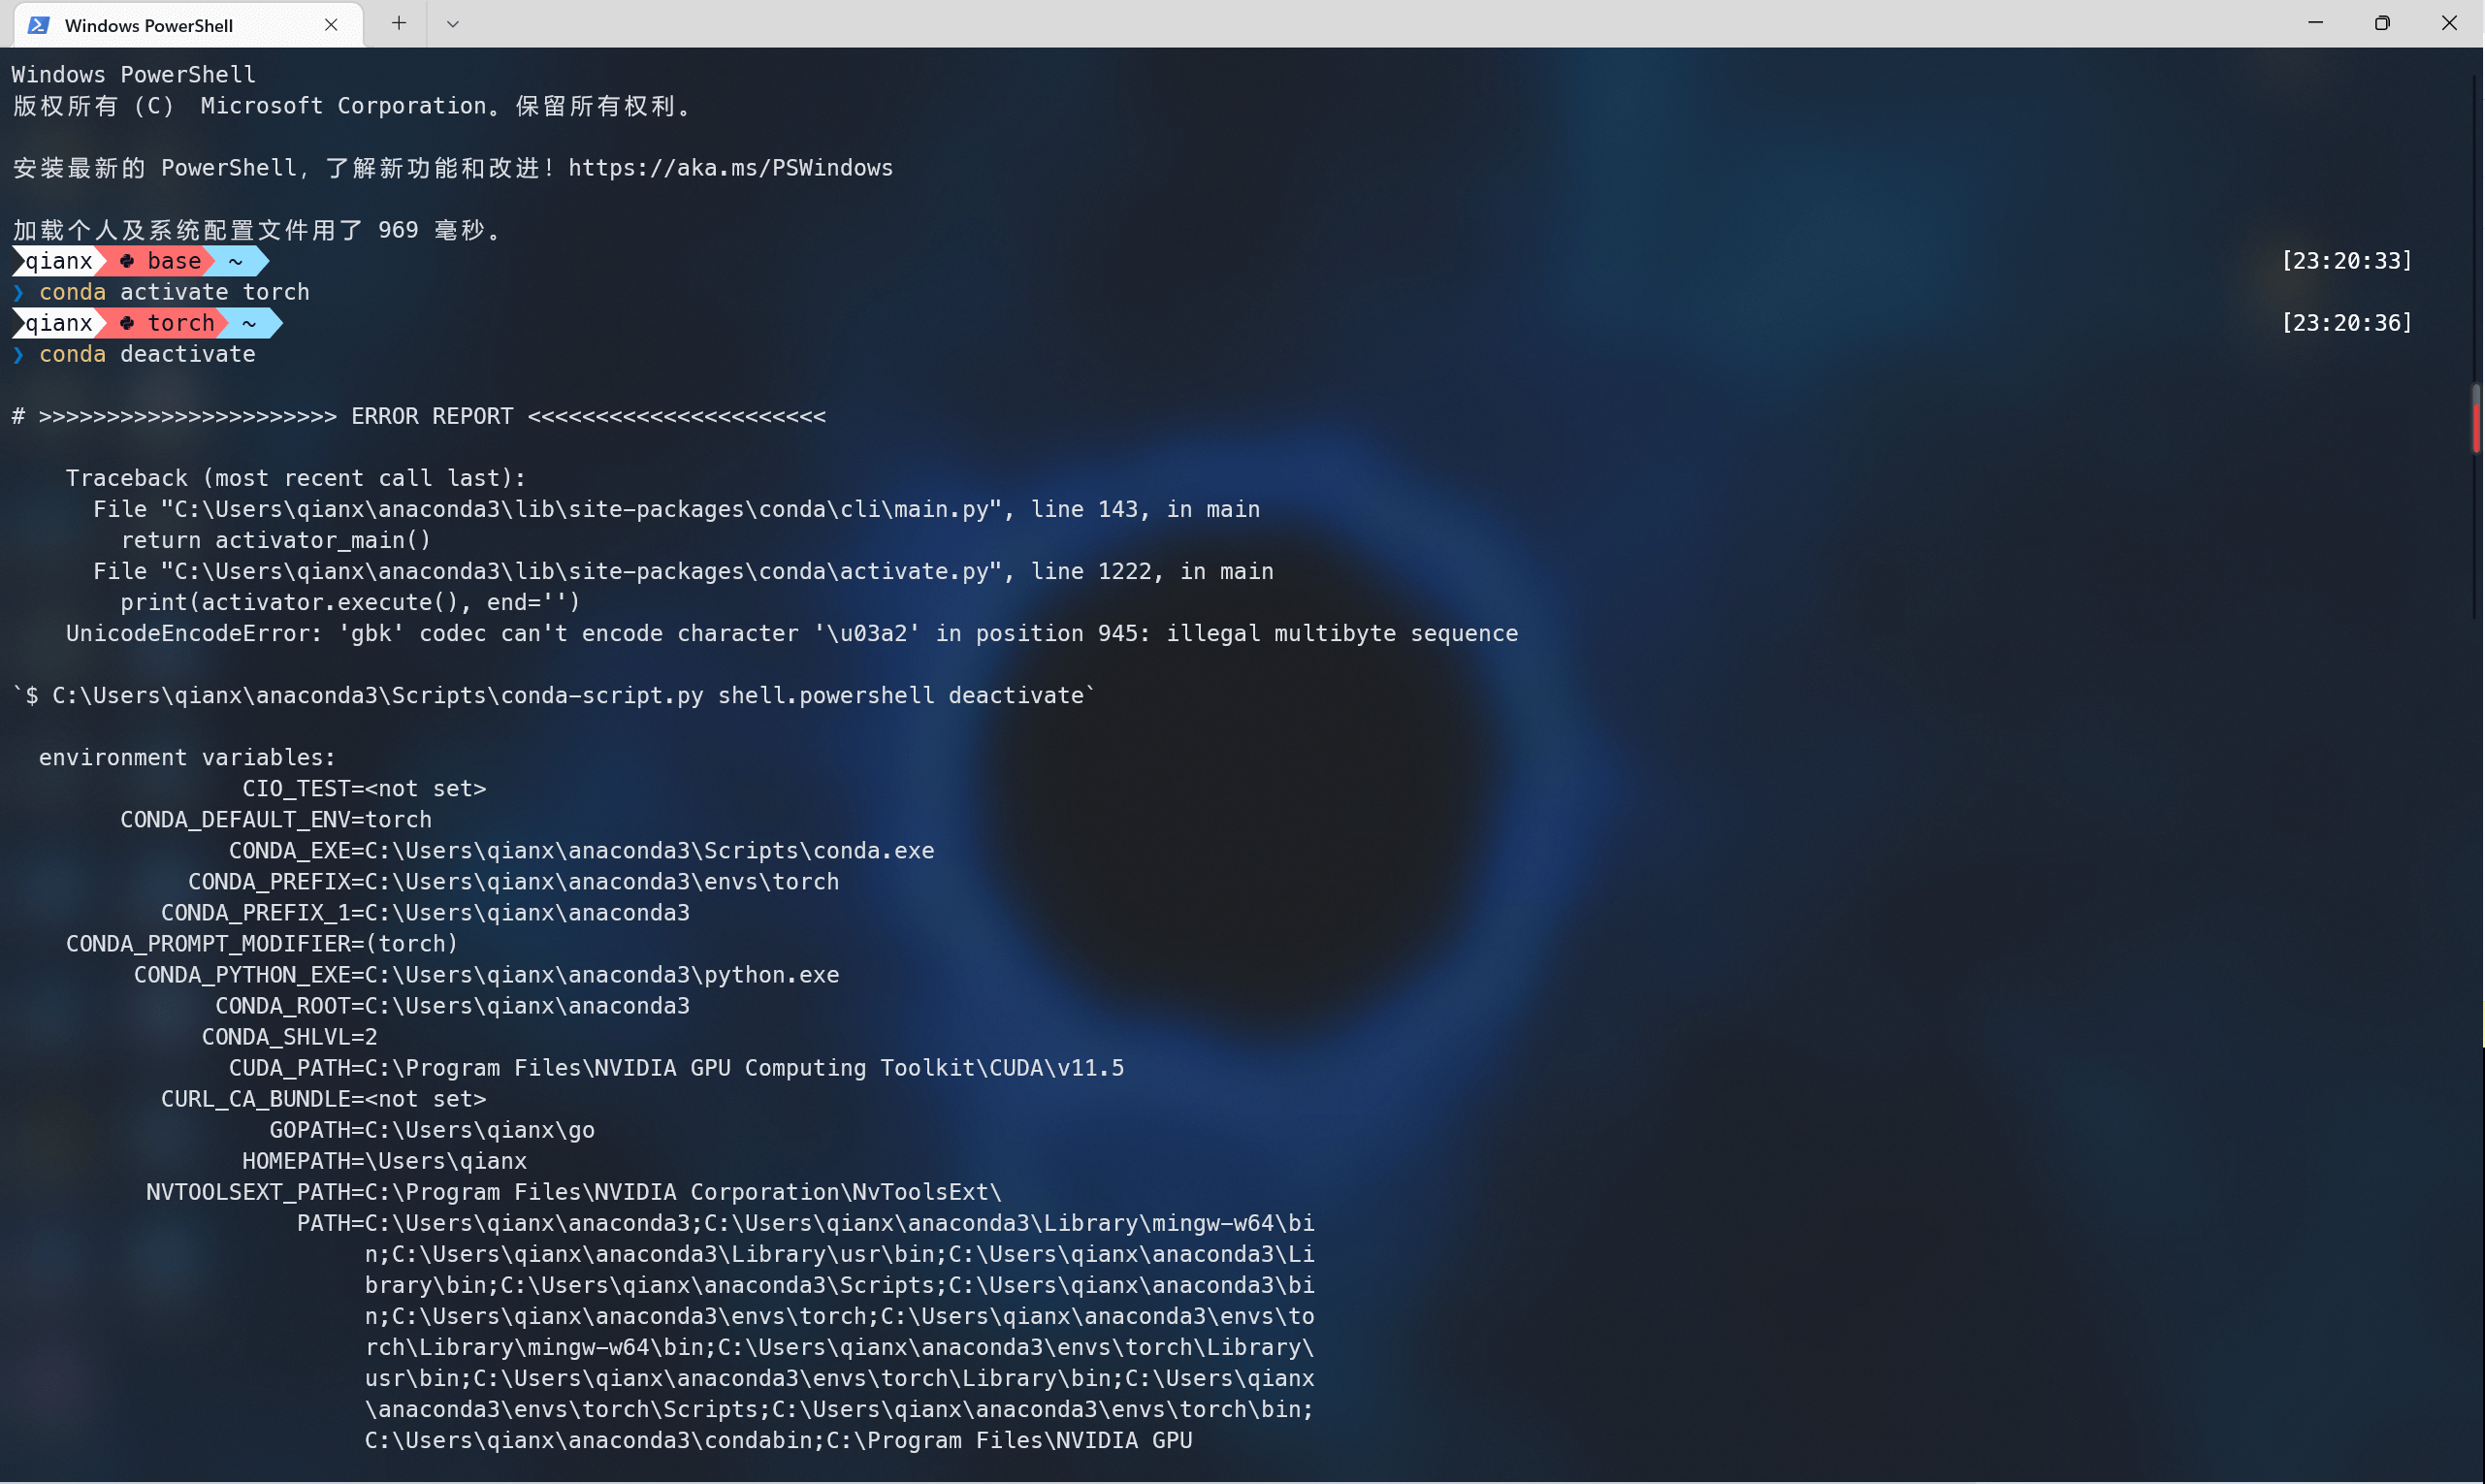 Windows PowerShell
Windows PowerShell
版权所有 (C) Microsoft Corporation。保留所有权利。
安装最新的 PowerShell，了解新功能和改进！https://aka.ms/PSWindows
加载个人及系统配置文件用了 969 毫秒。
qianx base ~ [23:20:33]
❯ conda activate torch
qianx torch ~ [23:20:36]
❯ conda deactivate
# >>>>>>>>>>>>>>>>>>>>>> ERROR REPORT <<<<<<<<<<<<<<<<<<<<<<
Traceback (most recent call last):
File "C:\Users\qianx\anaconda3\lib\site-packages\conda\cli\main.py", line 143, in main
return activator_main()
File "C:\Users\qianx\anaconda3\lib\site-packages\conda\activate.py", line 1222, in main
print(activator.execute(), end='')
UnicodeEncodeError: 'gbk' codec can't encode character '\u03a2' in position 945: illegal multibyte sequence
`$ C:\Users\qianx\anaconda3\Scripts\conda-script.py shell.powershell deactivate`
environment variables:
CIO_TEST=<not set>
CONDA_DEFAULT_ENV=torch
CONDA_EXE=C:\Users\qianx\anaconda3\Scripts\conda.exe
CONDA_PREFIX=C:\Users\qianx\anaconda3\envs\torch
CONDA_PREFIX_1=C:\Users\qianx\anaconda3
CONDA_PROMPT_MODIFIER=(torch)
CONDA_PYTHON_EXE=C:\Users\qianx\anaconda3\python.exe
CONDA_ROOT=C:\Users\qianx\anaconda3
CONDA_SHLVL=2
CUDA_PATH=C:\Program Files\NVIDIA GPU Computing Toolkit\CUDA\v11.5
CURL_CA_BUNDLE=<not set>
GOPATH=C:\Users\qianx\go
HOMEPATH=\Users\qianx
NVTOOLSEXT_PATH=C:\Program Files\NVIDIA Corporation\NvToolsExt\
PATH=C:\Users\qianx\anaconda3;C:\Users\qianx\anaconda3\Library\mingw-w64\bi
n;C:\Users\qianx\anaconda3\Library\usr\bin;C:\Users\qianx\anaconda3\Li
brary\bin;C:\Users\qianx\anaconda3\Scripts;C:\Users\qianx\anaconda3\bi
n;C:\Users\qianx\anaconda3\envs\torch;C:\Users\qianx\anaconda3\envs\to
rch\Library\mingw-w64\bin;C:\Users\qianx\anaconda3\envs\torch\Library\
usr\bin;C:\Users\qianx\anaconda3\envs\torch\Library\bin;C:\Users\qianx
\anaconda3\envs\torch\Scripts;C:\Users\qianx\anaconda3\envs\torch\bin;
C:\Users\qianx\anaconda3\condabin;C:\Program Files\NVIDIA GPU